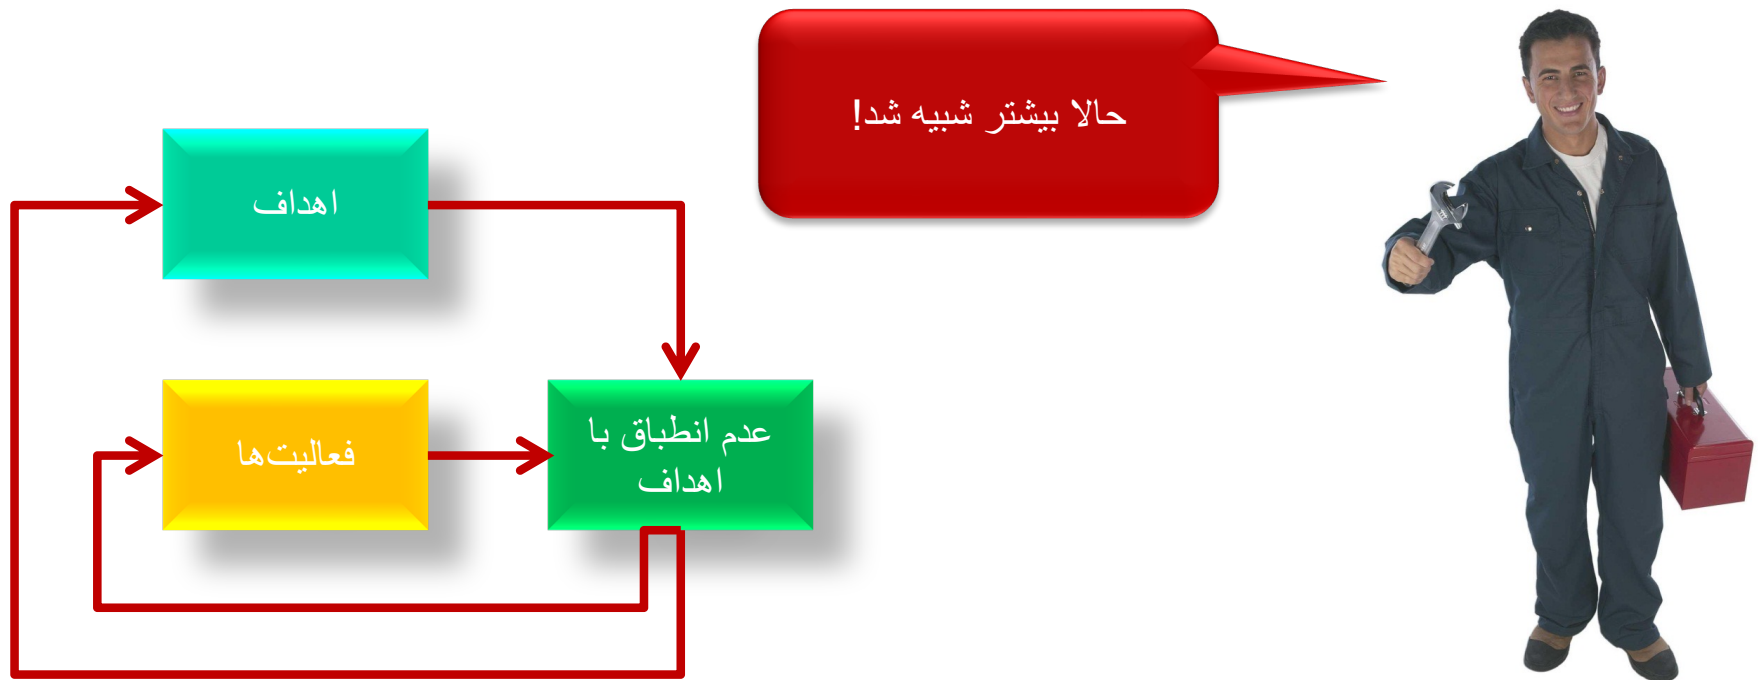 حالا بیشتر شبیه شد!
اهداف
فعالیت‌ها
عدم انطباق با
اهداف